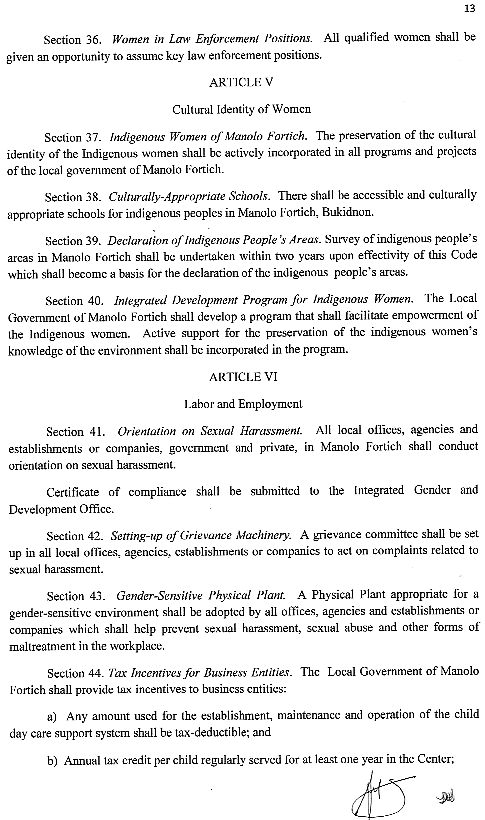 13
Section 36. Women in Law Enforcement Positions. All qualified women shall be
given an opportunity to assume key law enforcement positions.
ARTICLE V
Cultural Identity of Women
Section 37. Indigenous Women of Manolo Fortich. The preservation of the cultural
identity of the Indigenous women shall be actively incorporated in all programs and projects
of the local government of Manolo Fortich.
Section 38. Culturally-Appropriate Schools. There shall be accessible and culturally
appropriate schools for indigenous peoples in Manolo Fortich, Bukidnon.
Section 39. Declaration of Indigenous People's Areas. Survey of indigenous people's
areas in Manolo Fortich shall be undertaken within two years upon effectivity of this Code
which shall become a basis for the declaration of the indigenous people's areas.
Section 40. Integrated Development Program for Indigenous Women. The Local
Government of Manolo Fortich shall develop a program that shall facilitate empowerment of
the Indigenous women. Active support for the preservation of the indigenous women's
knowledge of the environment shall be incorporated in the program.
ARTICLE VI
Labor and Employment
Section 41. Orientation on Sexual Harassment. All local offices, agencies and
establishments or companies, government and private, in Manolo Fortich shall conduct
orientation on sexual harassment.
Certificate of compliance shall be submitted to the Integrated Gender and
Development Office.
Section 42. Setting-up of Grievance Machinery. A grievance committee shall be set
up in all local offices, agencies, establishments or companies to act on complaints related to
sexual harassment.
Section 43. Gender-Sensitive Physical Plant. A Physical Plant appropriate for a
gender-sensitive environment shall be adopted by all offices, agencies and establishments or
companies which shall help prevent sexual harassment, sexual abuse and other forms of
maltreatment in the workplace.
Section 44. Tax Incentives for Business Entities. The Local Government of Manolo
Fortich shall provide tax incentives to business entities:
a) Any amount used for the establishment, maintenance and operation of the child
day care support system shall be tax-deductible; and
b) Annual tax credit per child regularly served for at least one year in the Center;